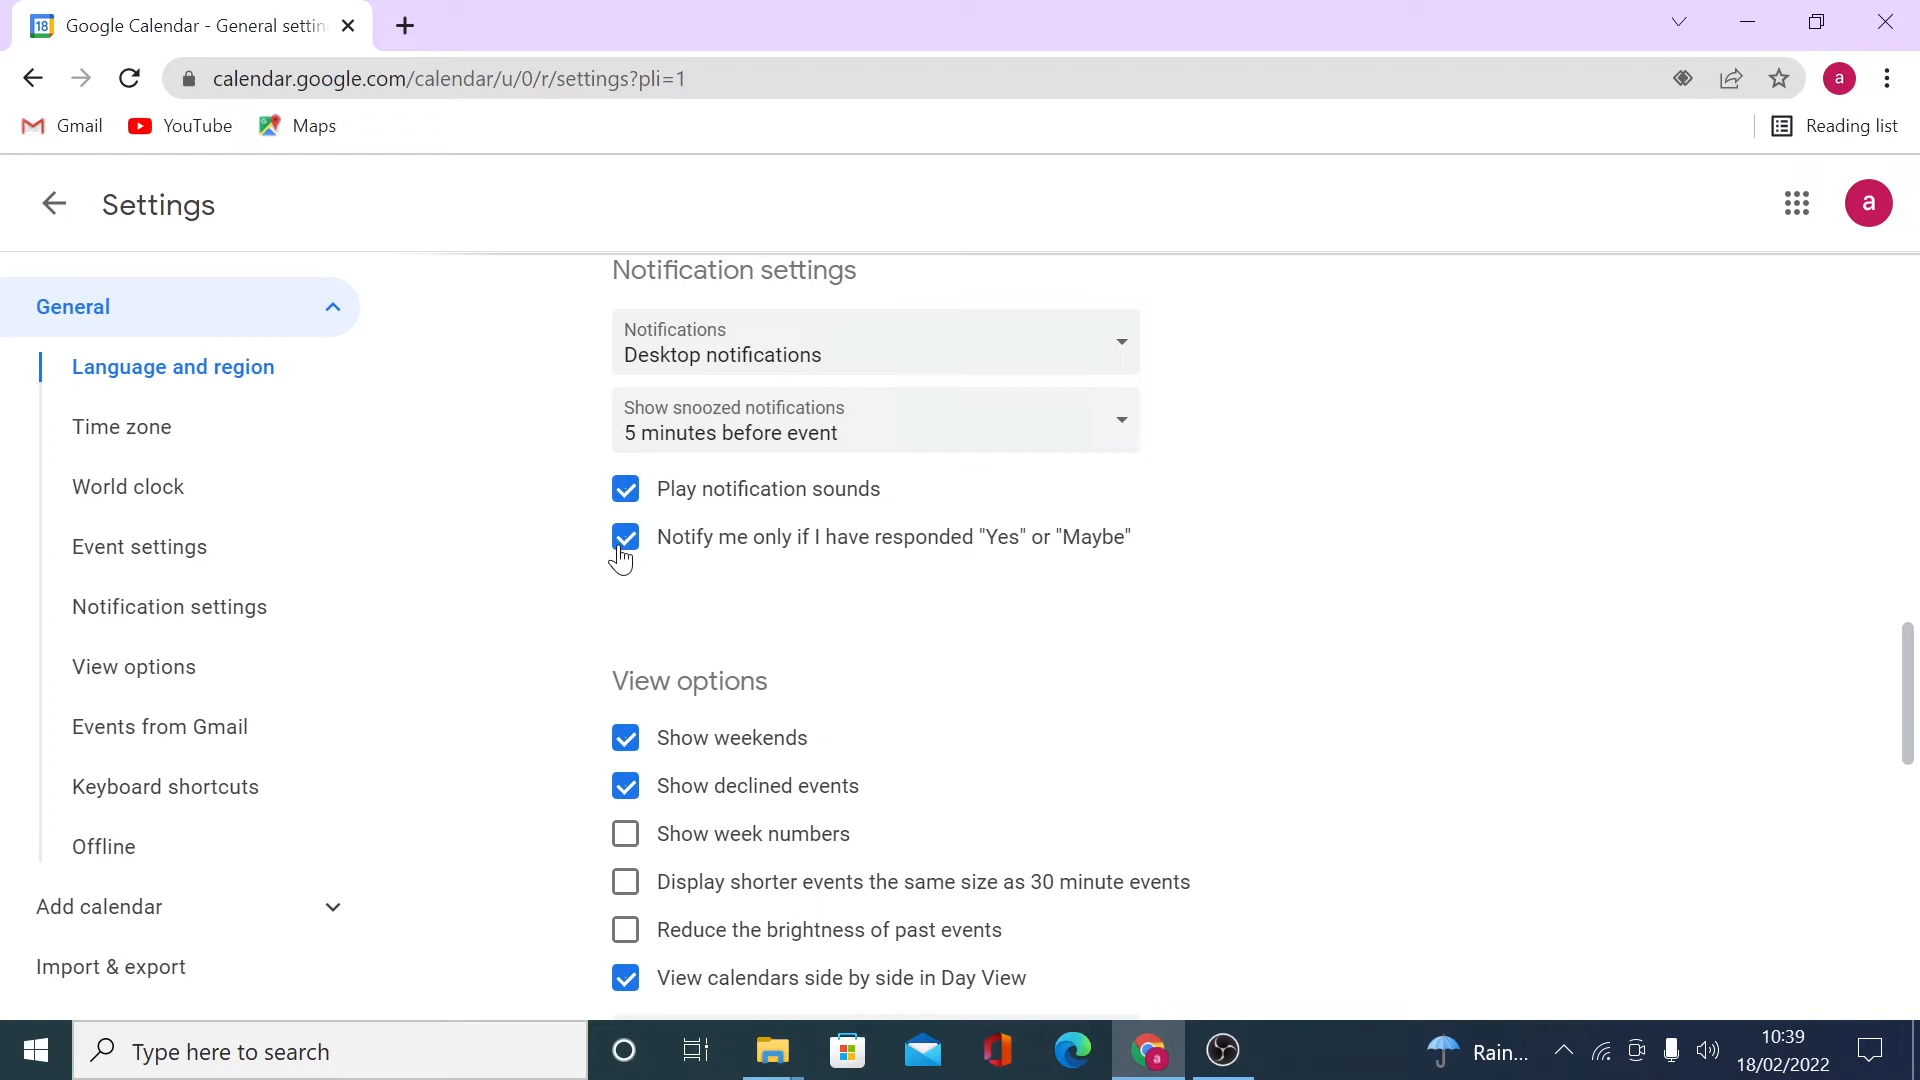 18 Google Calendar - General settin
calendar.google.com/calendar/u/0/r/settings?pli=1
a
Gmail YouTube Maps Reading list
Settings
a
General
Language and region
Time zone
World clock
Event settings
Notification settings
View options
Events from Gmail
Keyboard shortcuts
Offline
Add calendar
Import & export
Notification settings
Notifications
Desktop notifications
Show snoozed notifications
5 minutes before event
Play notification sounds
Notify me only if I have responded "Yes" or "Maybe"
View options
Show weekends
Show declined events
Show week numbers
Display shorter events the same size as 30 minute events
Reduce the brightness of past events
View calendars side by side in Day View
Type here to search
a
Rain...
10:39
18/02/2022